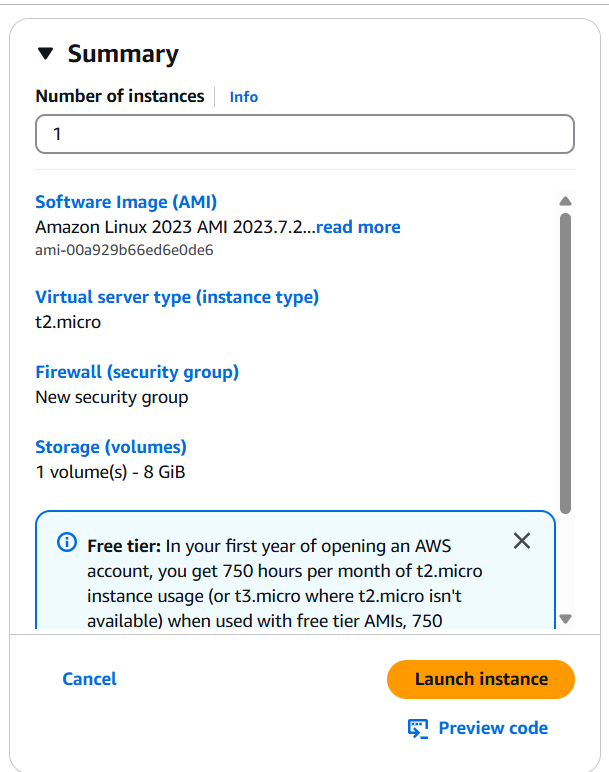 Summary
Number of instances Info
1
Software Image (AMI)
Amazon Linux 2023 AMI 2023.7.2...read more
ami-00a929b66ed6e0de6
Virtual server type (instance type)
t2.micro
Firewall (security group)
New security group
Storage (volumes)
1 volume(s) - 8 GiB
Free tier: In your first year of opening an AWS
account, you get 750 hours per month of t2.micro
instance usage (or t3.micro where t2.micro isn't
available) when used with free tier AMIs, 750
Cancel
Launch instance
Preview code